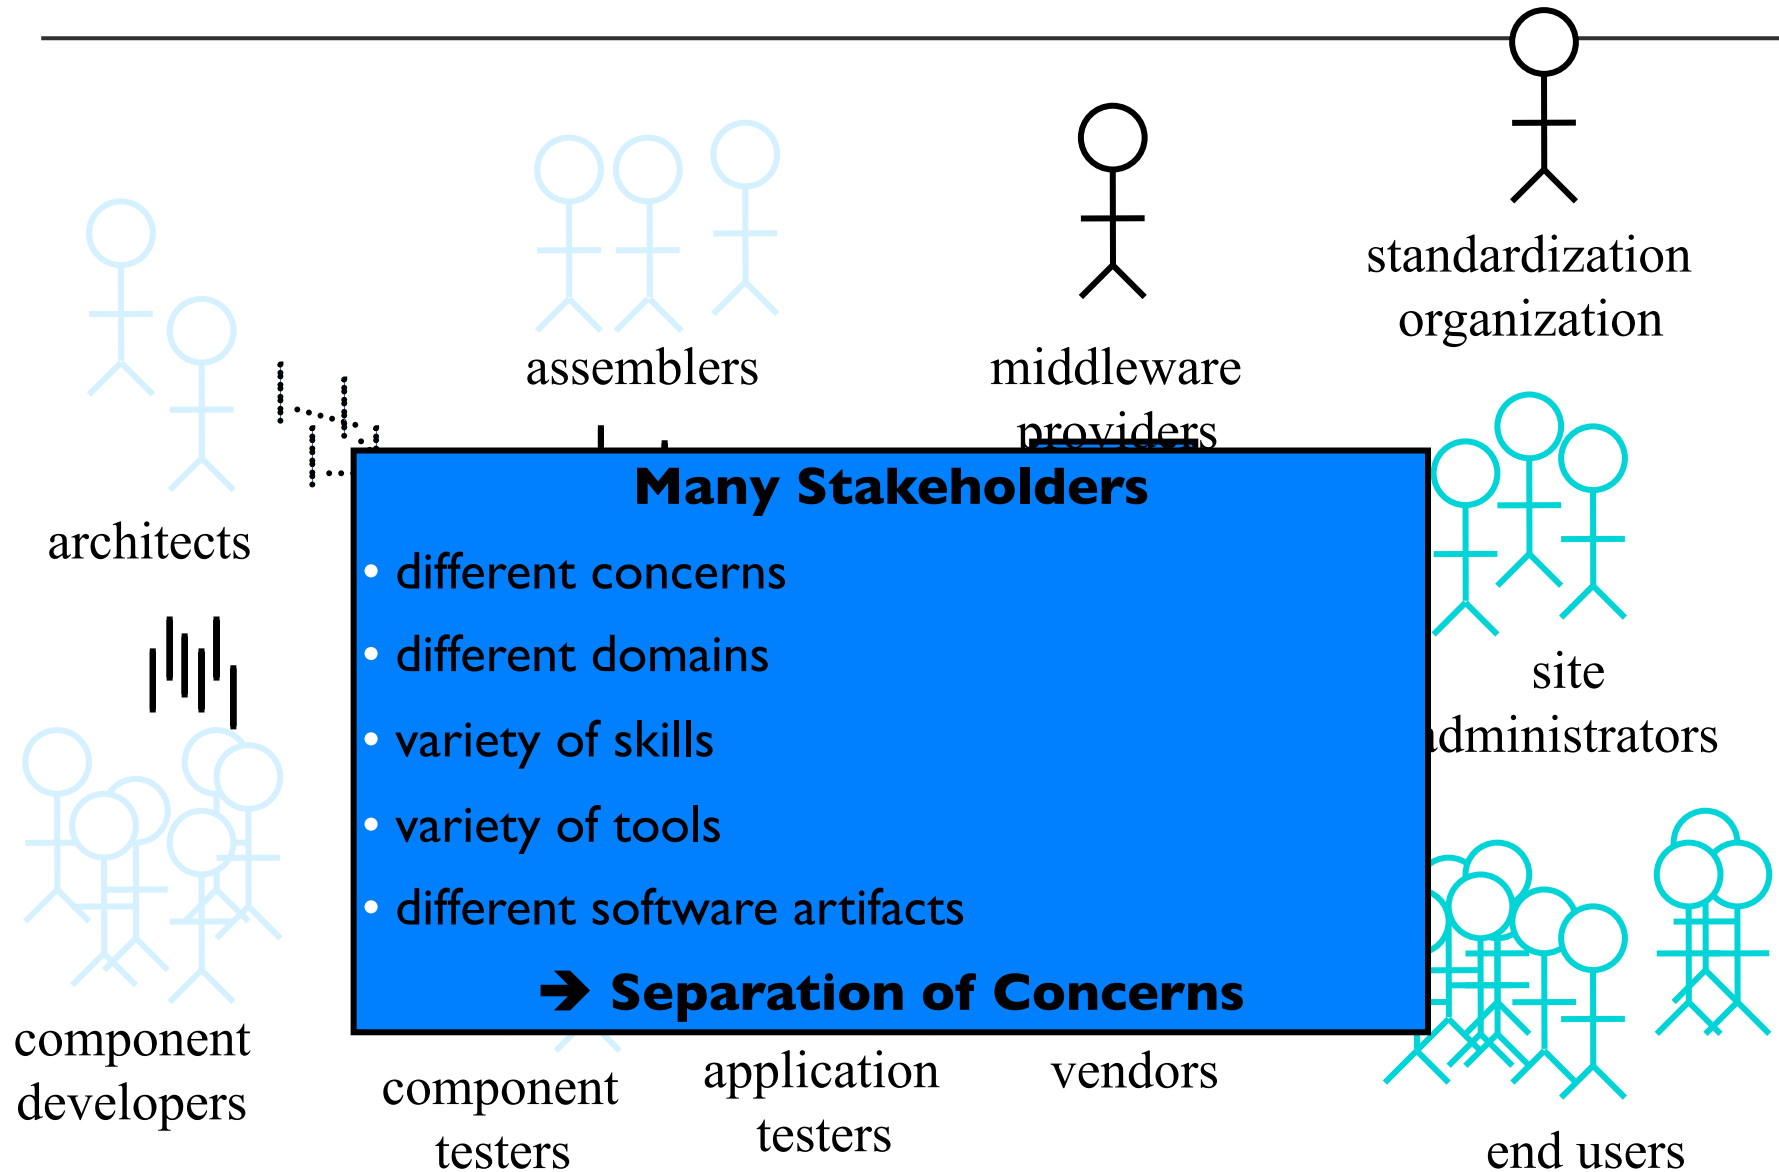 standardization
organization
assemblers
middleware
providers
architects
Many Stakeholders
• different concerns
• different domains
• variety of skills
• variety of tools
• different software artifacts
➔ Separation of Concerns
site
administrators
component
developers
component
testers
application
testers
vendors
end users